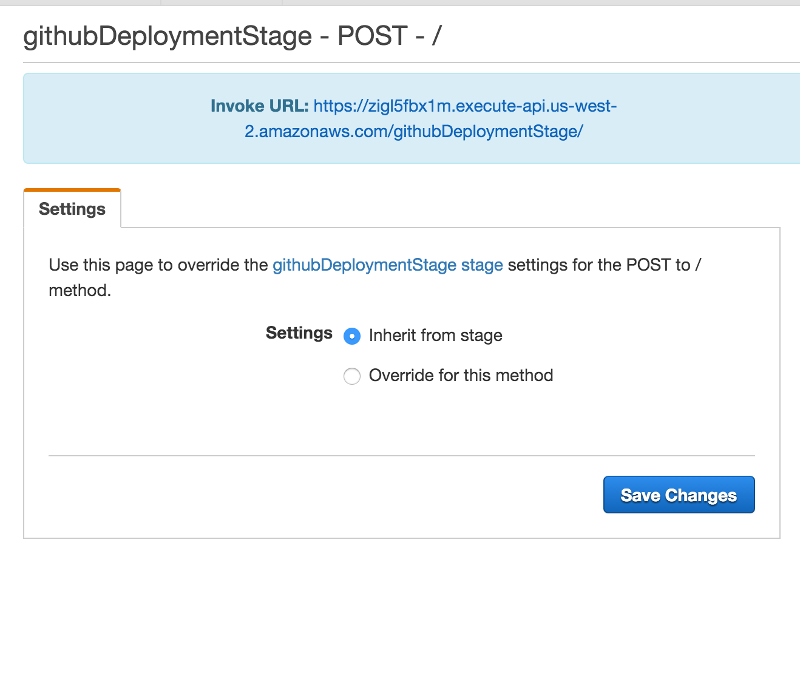 githubDeploymentStage - POST - /
Invoke URL: https://zigl5fbx1m.execute-api.us-west-
2.amazonaws.com/githubDeploymentStage/
Settings
Use this page to override the githubDeploymentStage stage settings for the POST to /
method.
Settings
Inherit from stage
Override for this method
Save Changes